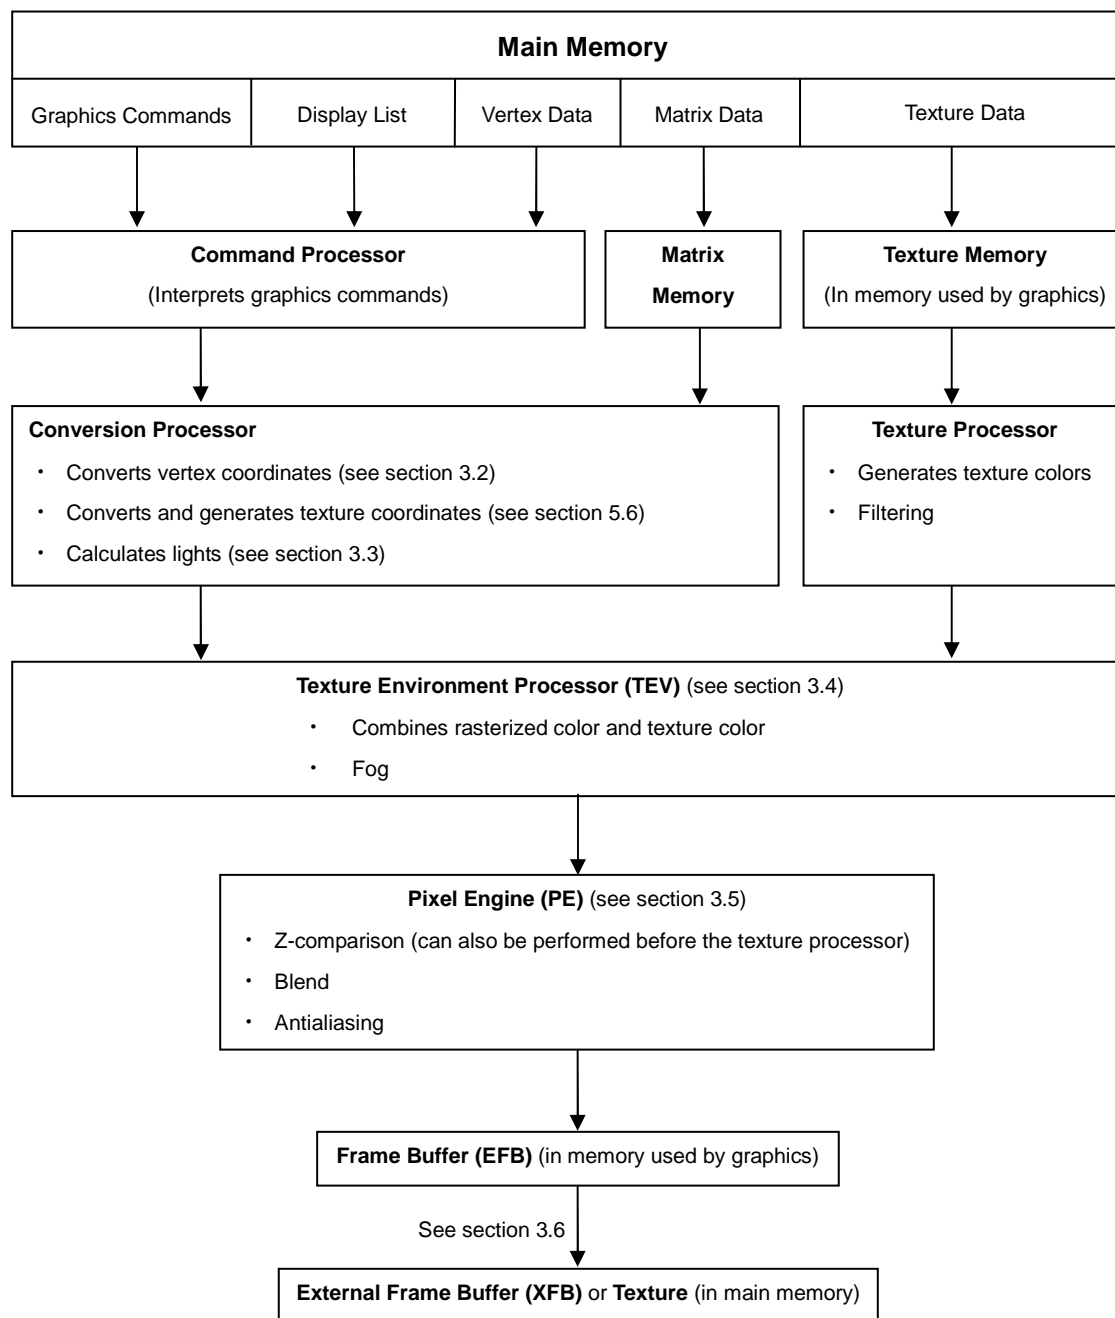 Main Memory
Graphics Commands
Display List
Vertex Data
Matrix Data
Texture Data
Command Processor
(Interprets graphics commands)
Matrix
Memory
Texture Memory
(In memory used by graphics)
Conversion Processor
・ Converts vertex coordinates (see section 3.2)
・ Converts and generates texture coordinates (see section 5.6)
・ Calculates lights (see section 3.3)
Texture Processor
・ Generates texture colors
・ Filtering
Texture Environment Processor (TEV) (see section 3.4)
・ Combines rasterized color and texture color
・ Fog
Pixel Engine (PE) (see section 3.5)
・ Z-comparison (can also be performed before the texture processor)
・ Blend
・ Antialiasing
Frame Buffer (EFB) (in memory used by graphics)
See section 3.6
External Frame Buffer (XFB) or Texture (in main memory)